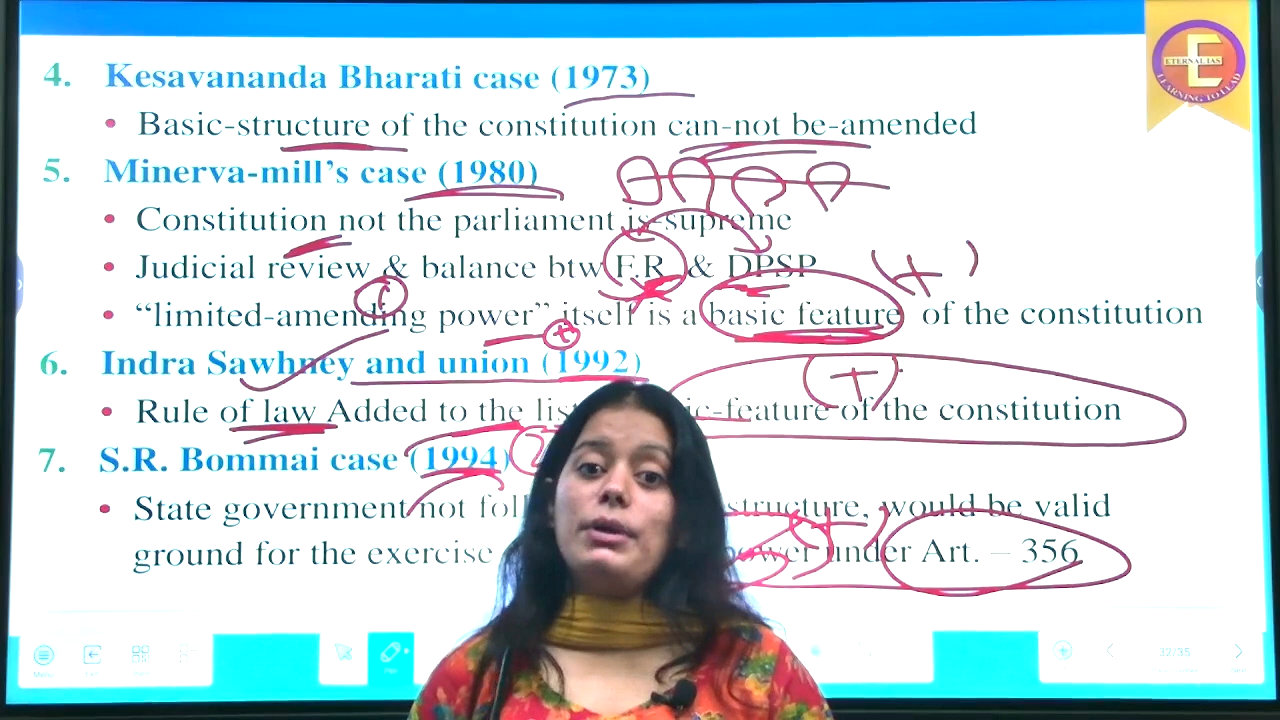 ETERNAL IAS
LEARNING TO LEAD
4. Kesavananda Bharati case (1973)
• Basic-structure of the constitution can-not be-amended
5. Minerva-mill's case (1980)
• Constitution not the parliament is-supreme
• Judicial review & balance btw F.R. & DPSP
• “limited-amending power” itself is a basic feature of the constitution
6. Indra Sawhney and union (1992)
• Rule of law Added to the -feature of the constitution
7. S.R. Bommai case (1994)
• State government not structure, would be valid
ground for the exercise power under Art. – 356
32/35